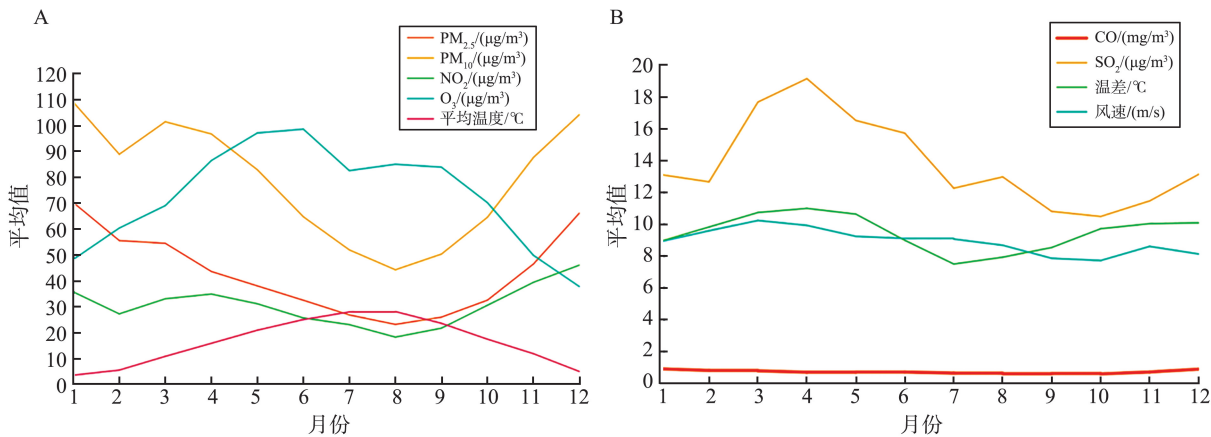 A
PM2.5/(μg/m³)
PM10/(μg/m³)
NO2/(μg/m³)
O3/(μg/m³)
平均温度/℃
平均值
120
110
100
90
80
70
60
50
40
30
20
10
0
1 2 3 4 5 6 7 8 9 10 11 12
月份
B
CO/(mg/m³)
SO2/(μg/m³)
温差/℃
风速/(m/s)
平均值
20
18
16
14
12
10
8
6
4
2
0
1 2 3 4 5 6 7 8 9 10 11 12
月份